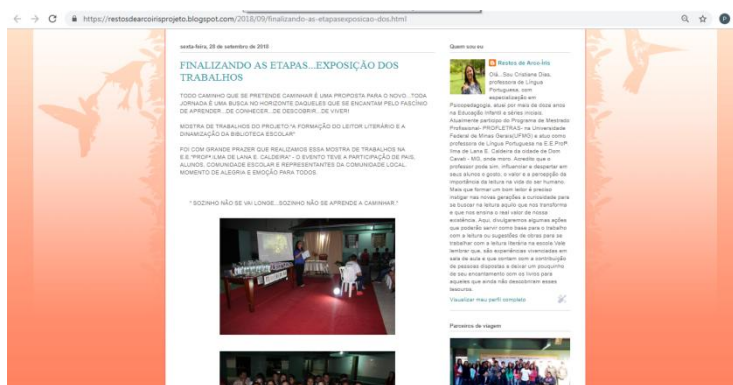 https://restosdearcoirisprojeto.blogspot.com/2018/09/finalizando-as-etapasexposicao-dos.html
P
sexta-feira, 28 de setembro de 2018
FINALIZANDO AS ETAPAS...EXPOSIÇÃO DOS
TRABALHOS
TODO CAMINHO QUE SE PRETENDE CAMINHAR É UMA PROPOSTA PARA O NOVO...TODA
JORNADA É UMA BUSCA NO HORIZONTE DAQUELES QUE SE ENCANTAM PELO FASCÍNIO
DE APRENDER...DE CONHECER...DE DESCOBRIR...DE VIVER!
MOSTRA DE TRABALHOS DO PROJETO:"A FORMAÇÃO DO LEITOR LITERÁRIO E A
DINAMIZAÇÃO DA BIBLIOTECA ESCOLAR"
FOI COM GRANDE PRAZER QUE REALIZAMOS ESSA MOSTRA DE TRABALHOS NA
E.E."PROFª.ILMA DE LANA E. CALDEIRA" - O EVENTO TEVE A PARTICIPAÇÃO DE PAIS,
ALUNOS, COMUNIDADE ESCOLAR E REPRESENTANTES DA COMUNIDADE LOCAL.
MOMENTO DE ALEGRIA E EMOÇÃO PARA TODOS.
" SOZINHO NÃO SE VAI LONGE...SOZINHO NÃO SE APRENDE A CAMINHAR."
Quem sou eu
Restos de Arco Íris
Olá...Sou Cristiana Dias,
professora de Língua
Portuguesa, com
especialização em
Psicopedagogia, atuei por mais de doze anos
na Educação Infantil e séries iniciais.
Atualmente participo do Programa de Mestrado
Profissional- PROFLETRAS- na Universidade
Federal de Minas Gerais(UFMG) e atuo como
professora de Língua Portuguesa na E.E.Profª
Ilma de Lana E. Caldeira da cidade de Dom
Cavati - MG, onde moro. Acredito que o
professor pode sim, influenciar e despertar em
seus alunos o gosto, o valor e a percepção da
importância da leitura na vida do ser humano.
Mais que formar um bom leitor é preciso
instigar nas novas gerações a curiosidade para
se buscar na leitura aquilo que nos transforma
e que nos ensina o real valor de nossa
existência. Aqui, divulgaremos algumas ações
que poderão servir como base para o trabalho
com a leitura ou sugestões de obras para se
trabalhar com a leitura literária na escola.Vale
lembrar que, são experiências vivenciadas em
sala de aula e que contam com a contribuição
de pessoas dispostas a deixar um pouquinho
de seu encantamento com os livros para
aqueles que ainda não descobriram esses
tesouros.
Visualizar meu perfil completo
Parceiros de viagem